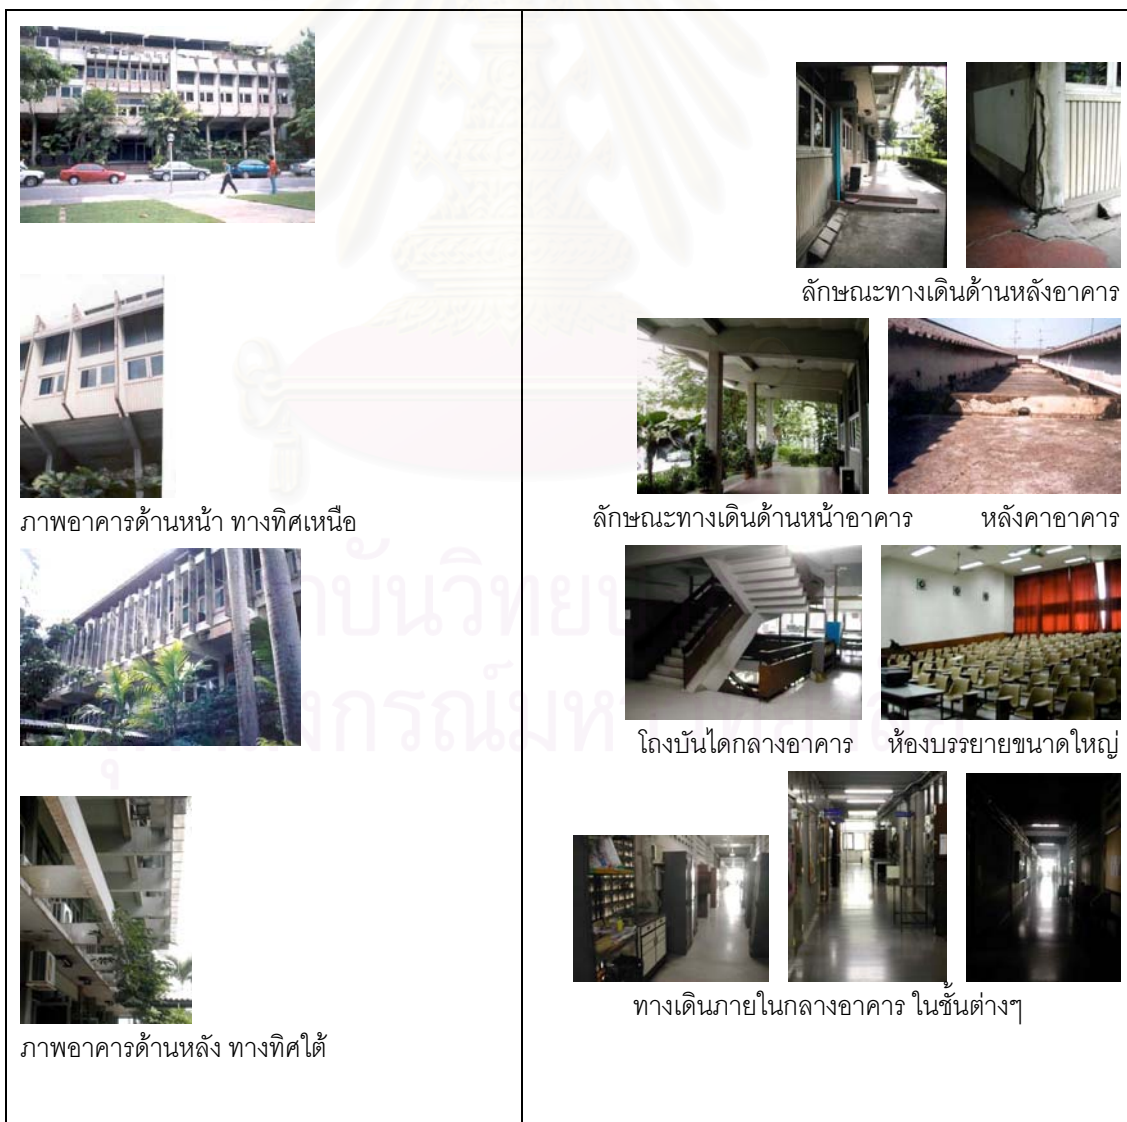 ภาพอาคารด้านหน้า ทางทิศเหนือ
ภาพอาคารด้านหลัง ทางทิศใต้
ลักษณะทางเดินด้านหลังอาคาร
ลักษณะทางเดินด้านหน้าอาคาร หลังคาอาคาร
โถงบันไดกลางอาคาร ห้องบรรยายขนาดใหญ่
ทางเดินภายในกลางอาคาร ในชั้นต่างๆ